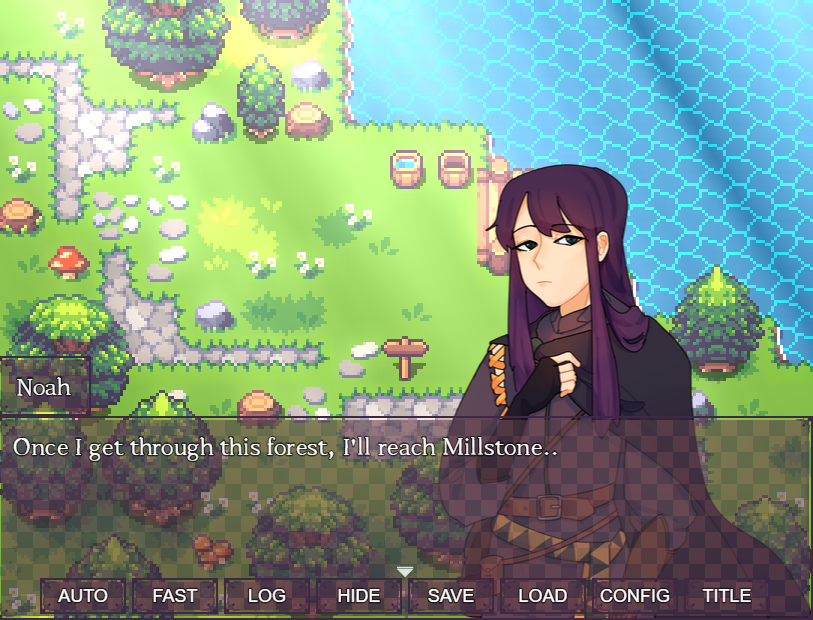 Noah
Once I get through this forest, I'll reach Millstone..
AUTO FAST LOG HIDE SAVE LOAD CONFIG TITLE